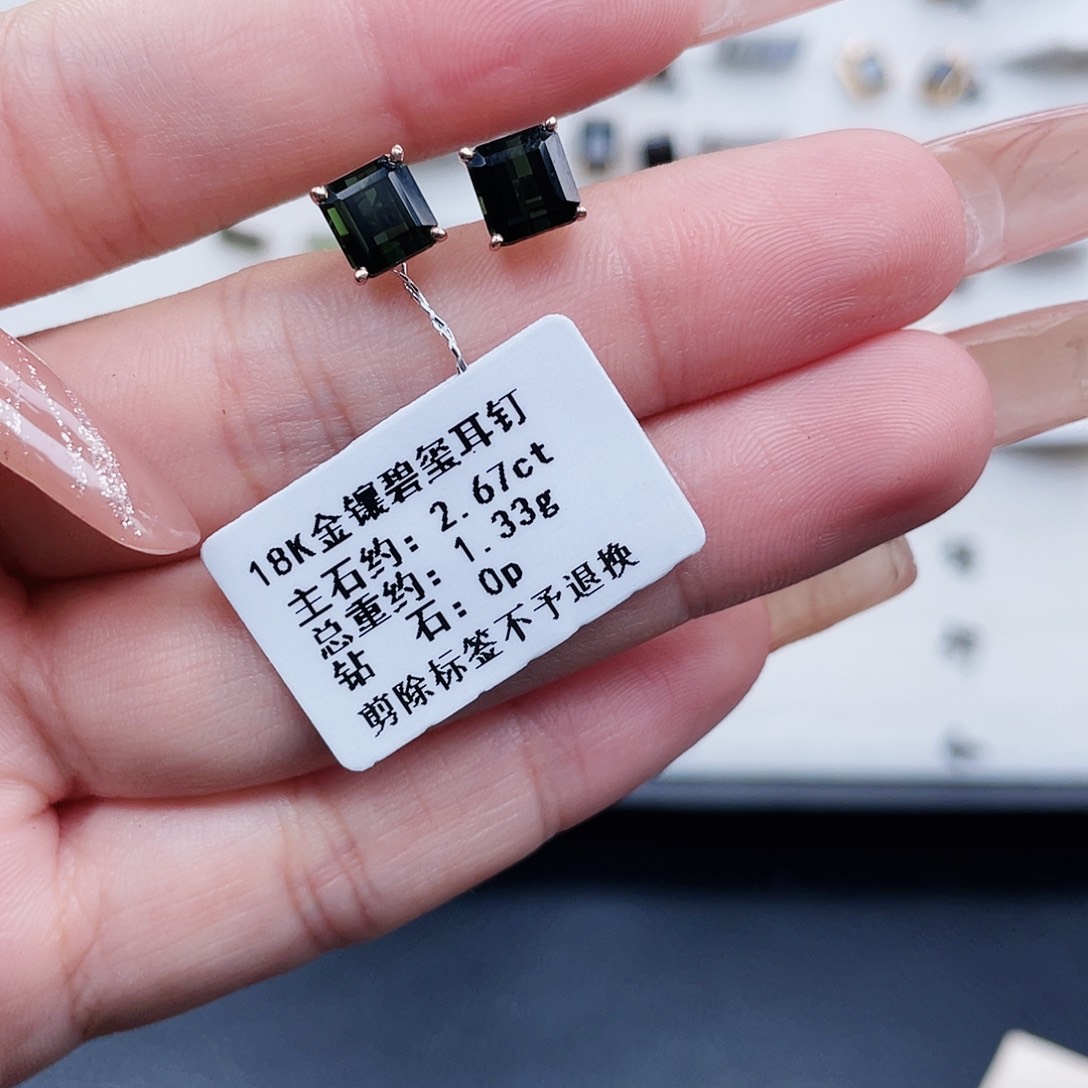 18K金镶碧玺耳钉
主石约: 2.67ct
总重约: 1.33g
钻 石: 0p
剪除标签不予退换